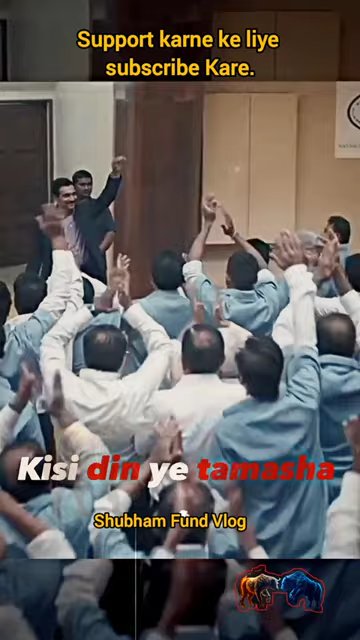 Support karne ke liye
subscribe Kare.
Kisi din ye tamasha
Shubham Fund Vlog